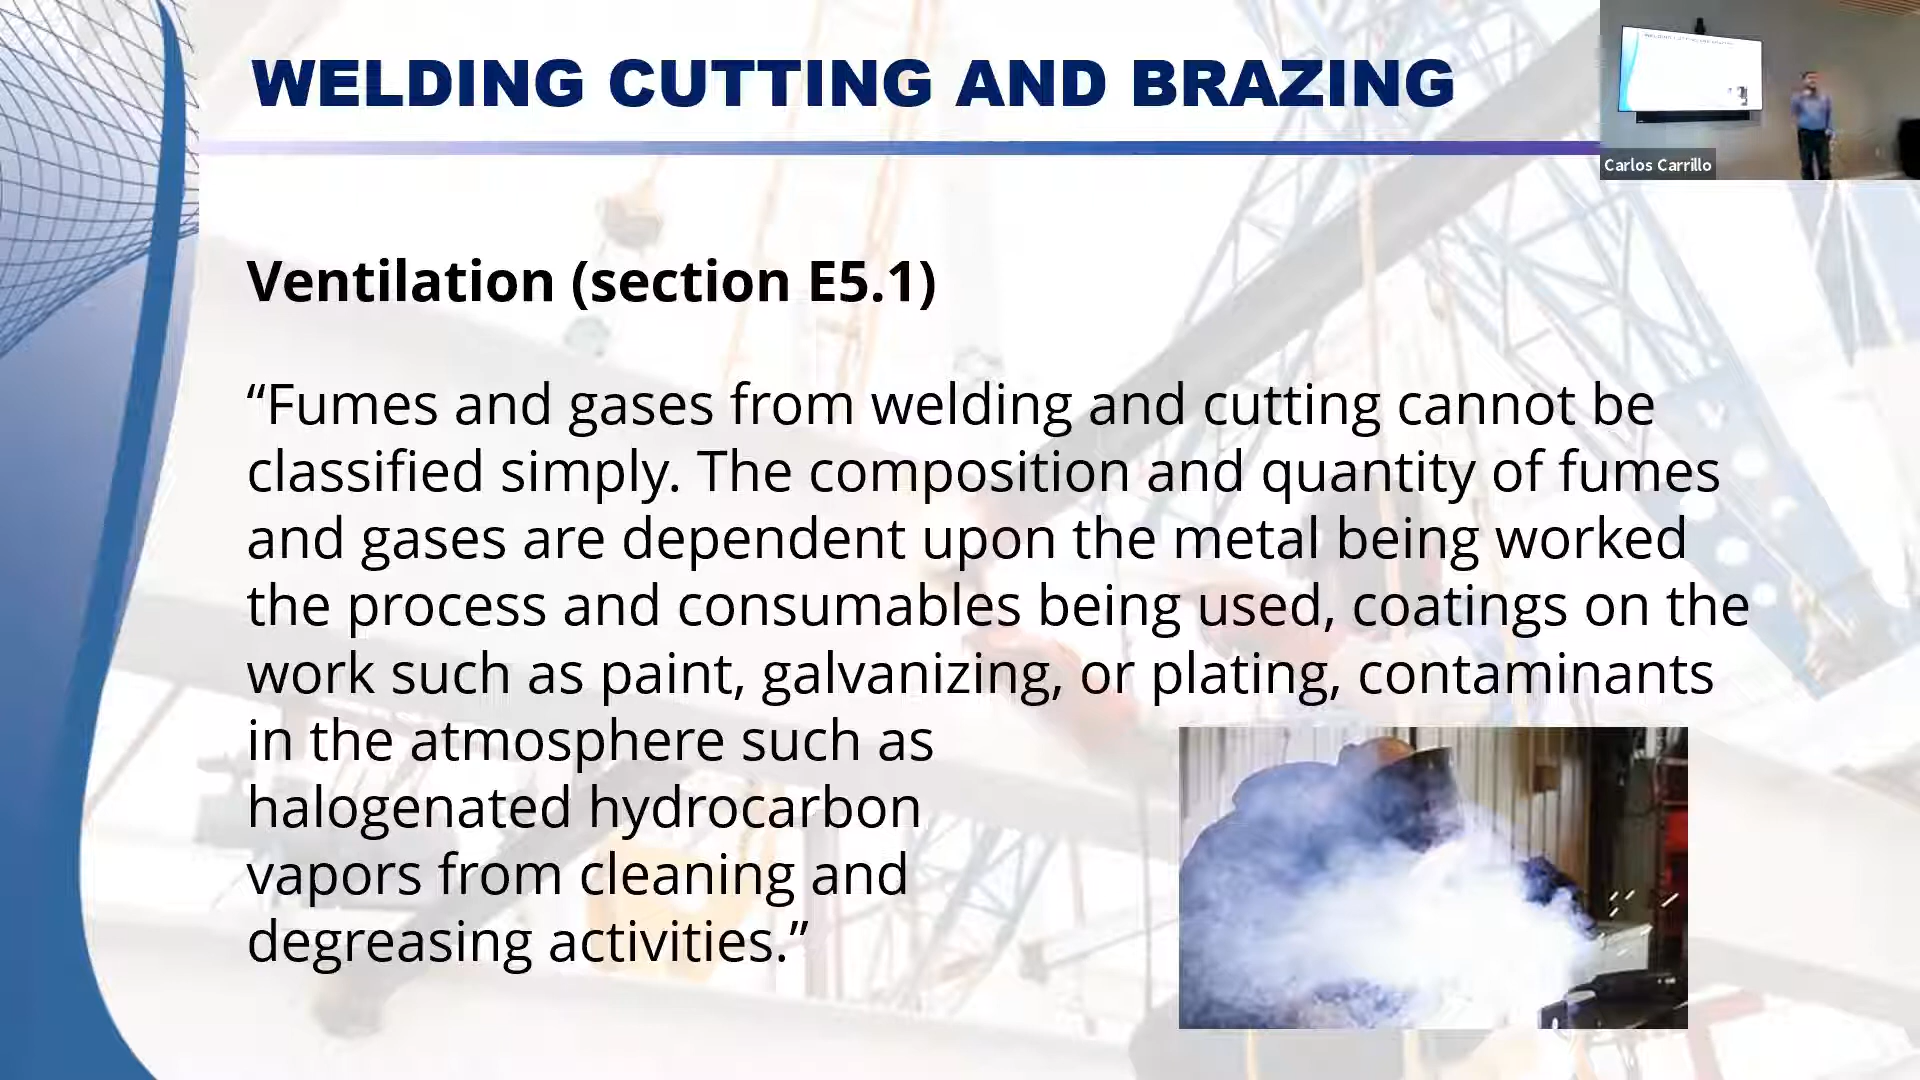 WELDING CUTTING AND BRAZING
Carlos Carrillo
Ventilation (section E5.1)
“Fumes and gases from welding and cutting cannot be
classified simply. The composition and quantity of fumes
and gases are dependent upon the metal being worked
the process and consumables being used, coatings on the
work such as paint, galvanizing, or plating, contaminants
in the atmosphere such as
halogenated hydrocarbon
vapors from cleaning and
degreasing activities.”